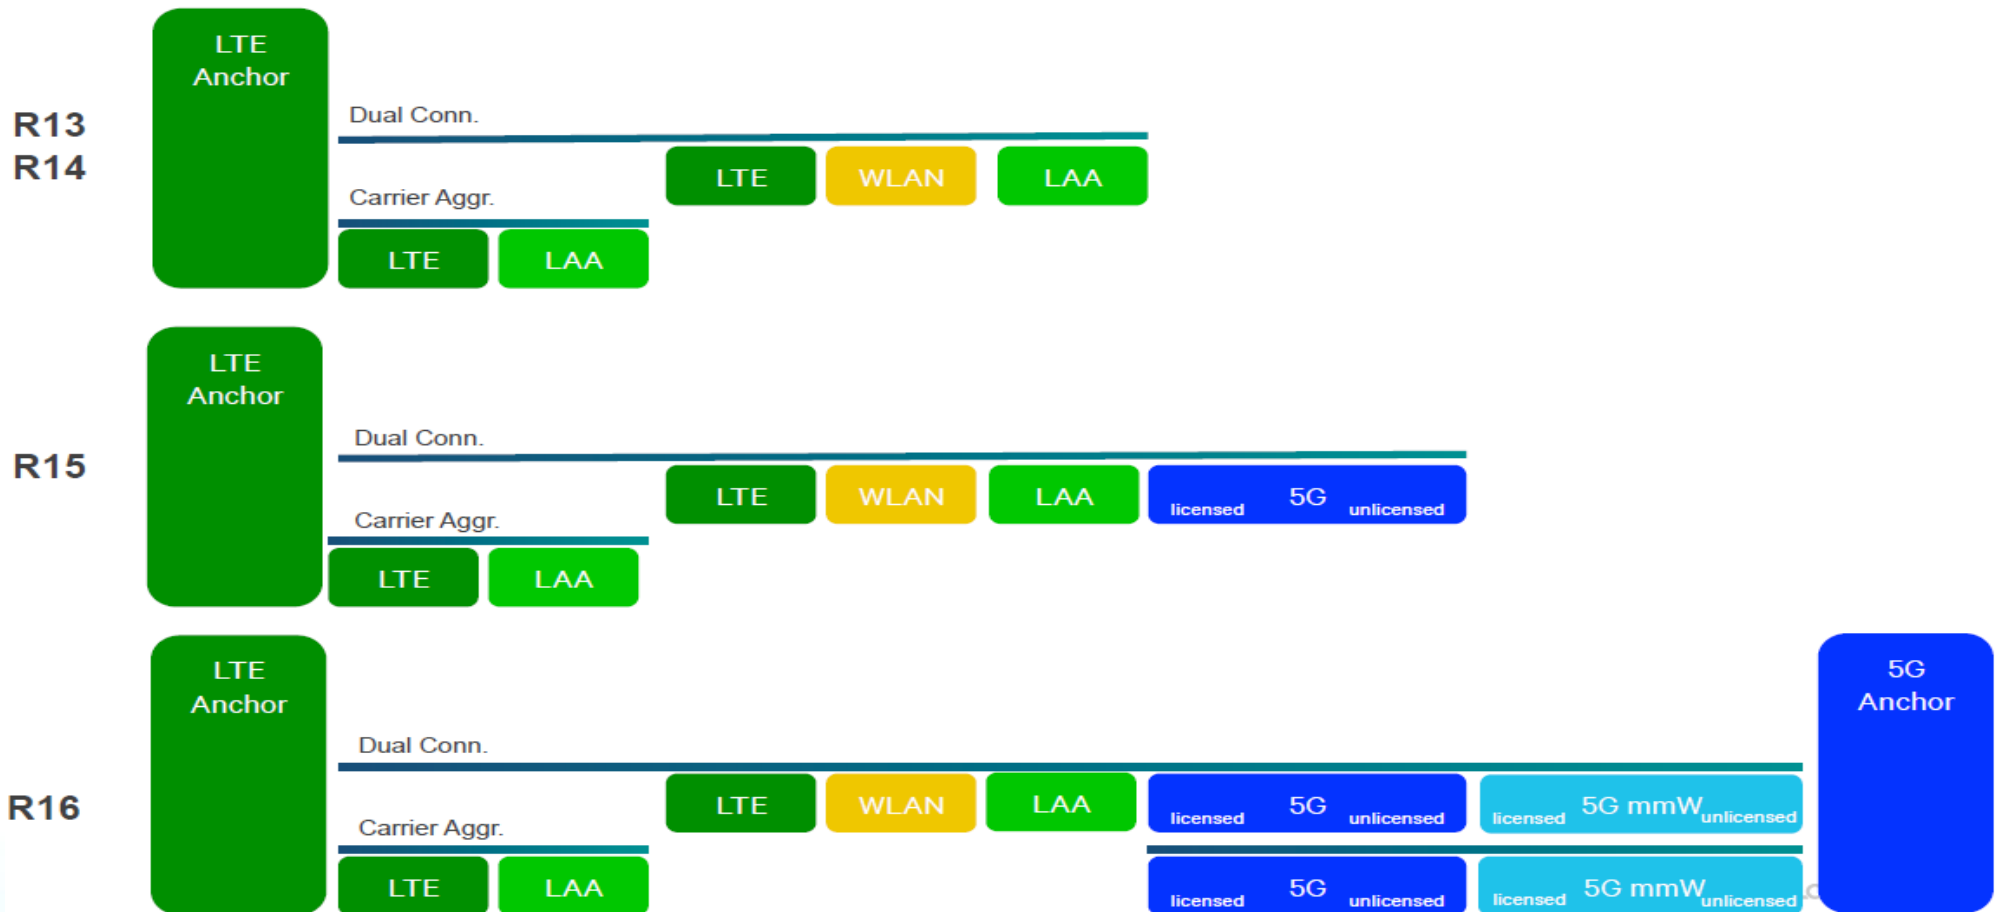 LTE
Anchor
R13
R14
Dual Conn.
LTE
WLAN
LAA
Carrier Aggr.
LTE
LAA
LTE
Anchor
R15
Dual Conn.
LTE
WLAN
LAA
licensed 5G unlicensed
Carrier Aggr.
LTE
LAA
LTE
Anchor
5G
Anchor
R16
Dual Conn.
LTE
WLAN
LAA
licensed 5G unlicensed
licensed 5G mmW unlicensed
Carrier Aggr.
LTE
LAA
licensed 5G unlicensed
licensed 5G mmW unlicensed